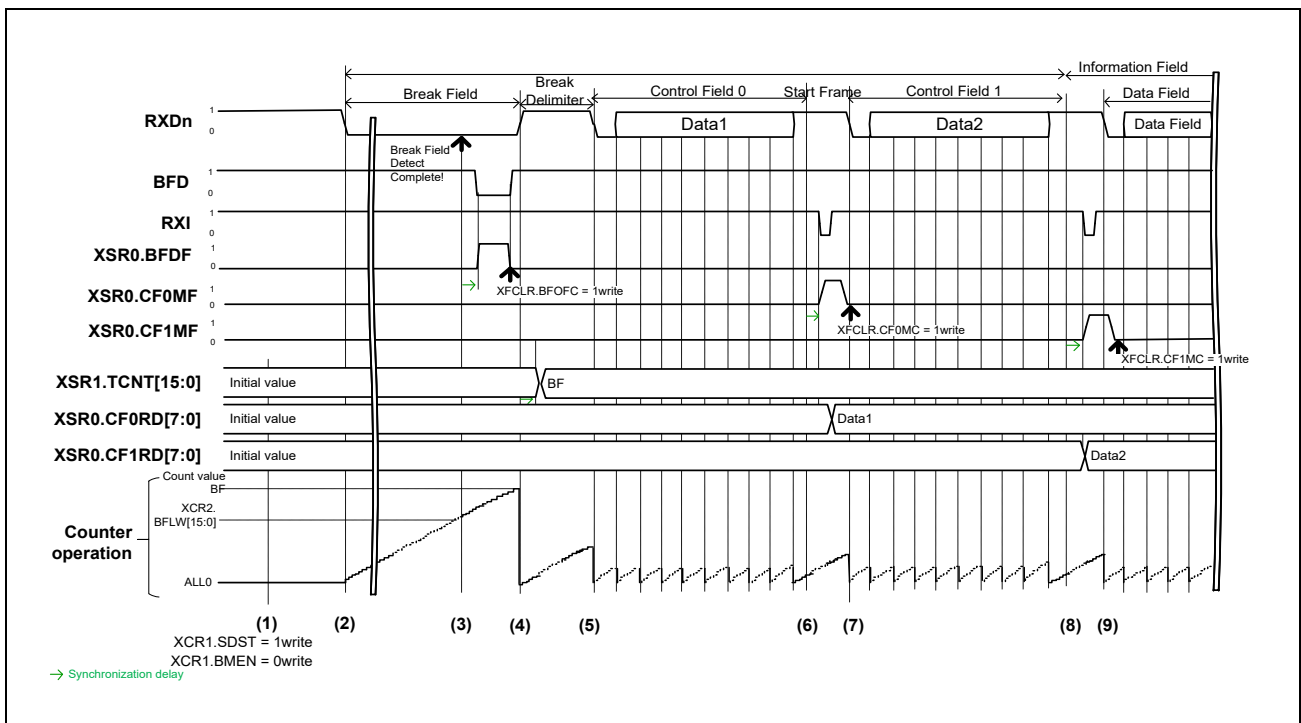 Information Field
Break Field
Break
Delimiter
Control Field 0
Start Frame
Control Field 1
Data Field
RXDn
1
0
Data1
Data2
Data Field
Break Field
Detect
Complete!
BFD
1
0
RXI
1
0
XSR0.BFDF
1
0
XFCLR.BFOFC = 1write
XSR0.CF0MF
1
0
XFCLR.CF0MC = 1write
XSR0.CF1MF
1
0
XFCLR.CF1MC = 1write
XSR1.TCNT[15:0]
Initial value
BF
XSR0.CF0RD[7:0]
Initial value
Data1
XSR0.CF1RD[7:0]
Initial value
Data2
Count value
BF
XCR2.
BFLW[15:0]
Counter
operation
ALL0
(1)
(2)
(3)
(4)
(5)
(6)
(7)
(8)
(9)
XCR1.SDST = 1write
XCR1.BMEN = 0write
Synchronization delay